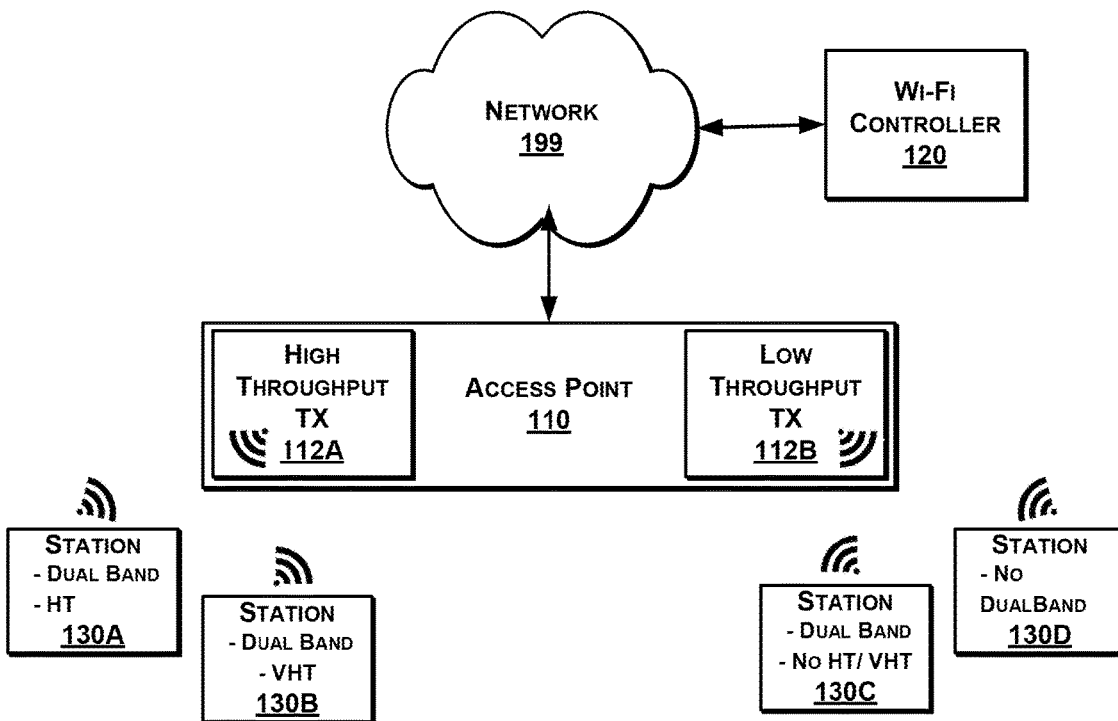 NETWORK
199
WI-FI
CONTROLLER
120
HIGH
THROUGHPUT
TX
112A
ACCESS POINT
110
LOW
THROUGHPUT
TX
112B
STATION
- DUAL BAND
- HT
130A
STATION
- DUAL BAND
- VHT
130B
STATION
- DUAL BAND
- NO HT/ VHT
130C
STATION
- NO
DUALBAND
130D